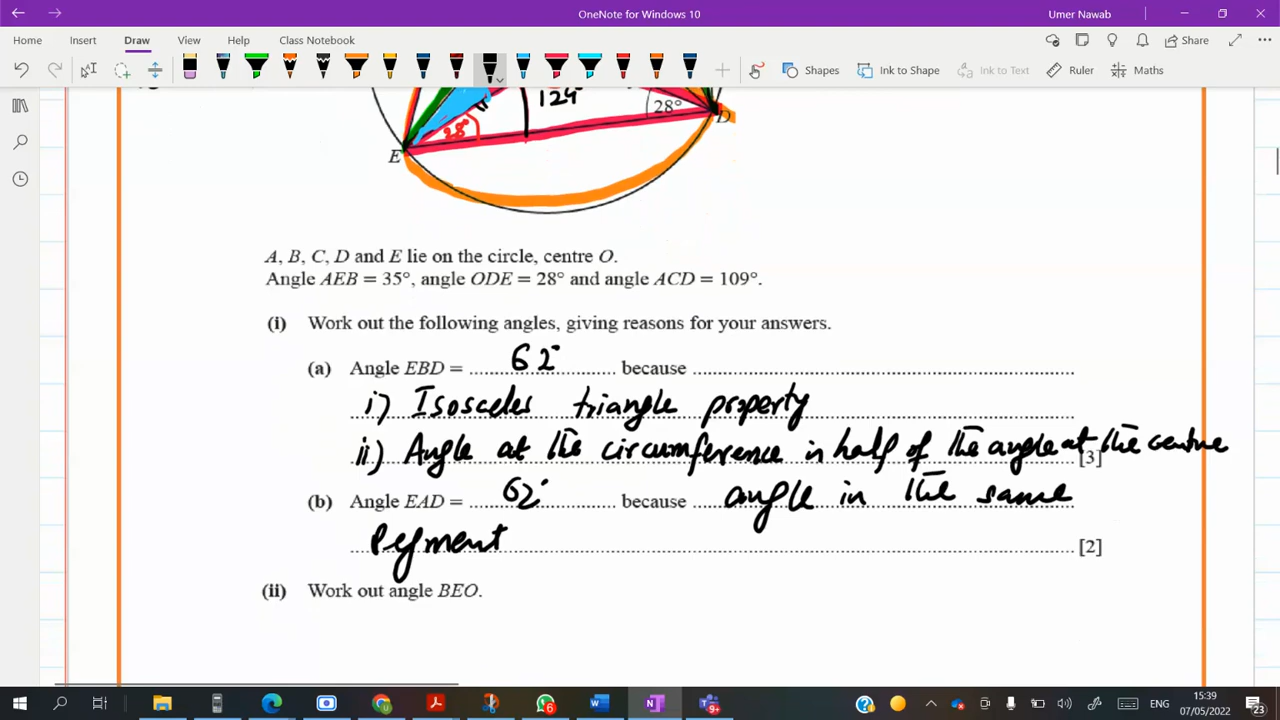 OneNote for Windows 10
Umer Nawab
Home Insert Draw View Help Class Notebook
Share
Shapes Ink to Shape Ink to Text Ruler Maths
124°
28°
28°
D
E
A, B, C, D and E lie on the circle, centre O.
Angle AEB = 35°, angle ODE = 28° and angle ACD = 109°.
(i) Work out the following angles, giving reasons for your answers.
(a) Angle EBD = 62° because
i) Isosceles triangle property
ii) Angle at the circumference is half of the angle at the centre
[3]
(b) Angle EAD = 62° because angle in the same
segment [2]
(ii) Work out angle BEO.
6
9+
ENG
15:39
07/05/2022
23